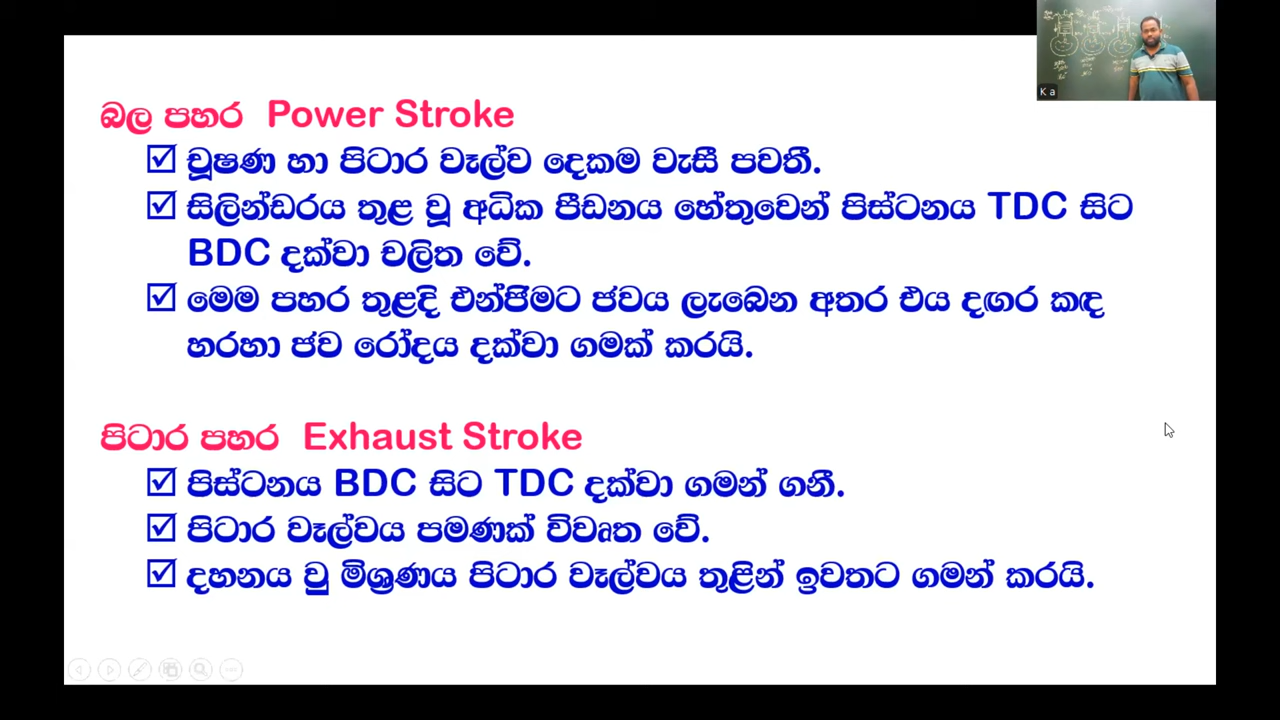 බල පහර Power Stroke
චූෂණ හා පිටාර වෑල්ව දෙකම වැසී පවතී.
සිලින්ඩරය තුළ වූ අධික පීඩනය හේතුවෙන් පිස්ටනය TDC සිට
BDC දක්වා චලිත වේ.
මෙම පහර තුළදි එන්ජිමට ජවය ලැබෙන අතර එය දඟර කඳ
හරහා ජව රෝදය දක්වා ගමක් කරයි.
පිටාර පහර Exhaust Stroke
පිස්ටනය BDC සිට TDC දක්වා ගමන් ගනී.
පිටාර වෑල්වය පමණක් විවෘත වේ.
දහනය වු මිශ්‍රණය පිටාර වෑල්වය තුළින් ඉවතට ගමන් කරයි.
K a